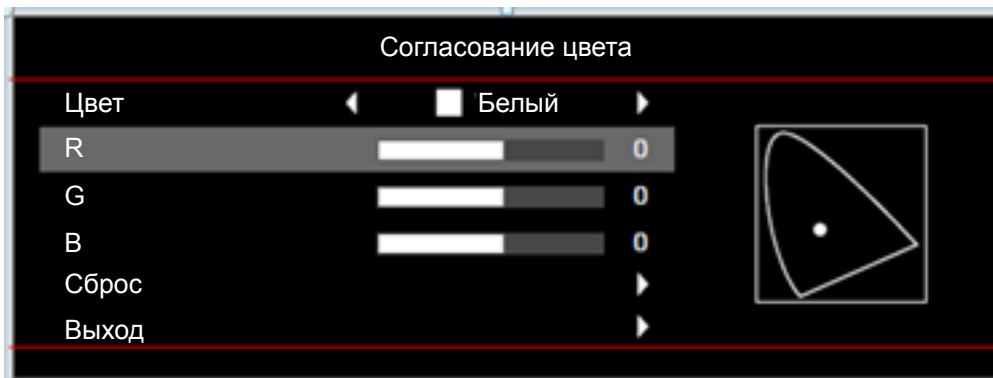 Согласование цвета
Цвет Белый
R 0
G 0
B 0
Сброс
Выход